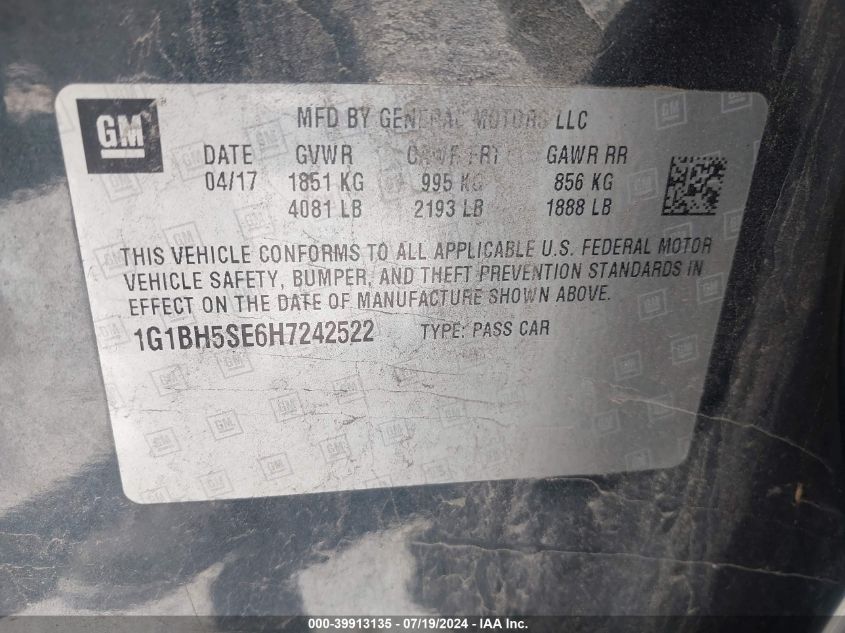 GM
MFD BY GENERAL MOTORS LLC
DATE GVWR GAWR FRT GAWR RR
04/17 1851 KG 995 KG 856 KG
4081 LB 2193 LB 1888 LB
THIS VEHICLE CONFORMS TO ALL APPLICABLE U.S. FEDERAL MOTOR
VEHICLE SAFETY, BUMPER, AND THEFT PREVENTION STANDARDS IN
EFFECT ON THE DATE OF MANUFACTURE SHOWN ABOVE.
1G1BH5SE6H7242522 TYPE: PASS CAR
000-39913135 - 07/19/2024 - IAA Inc.